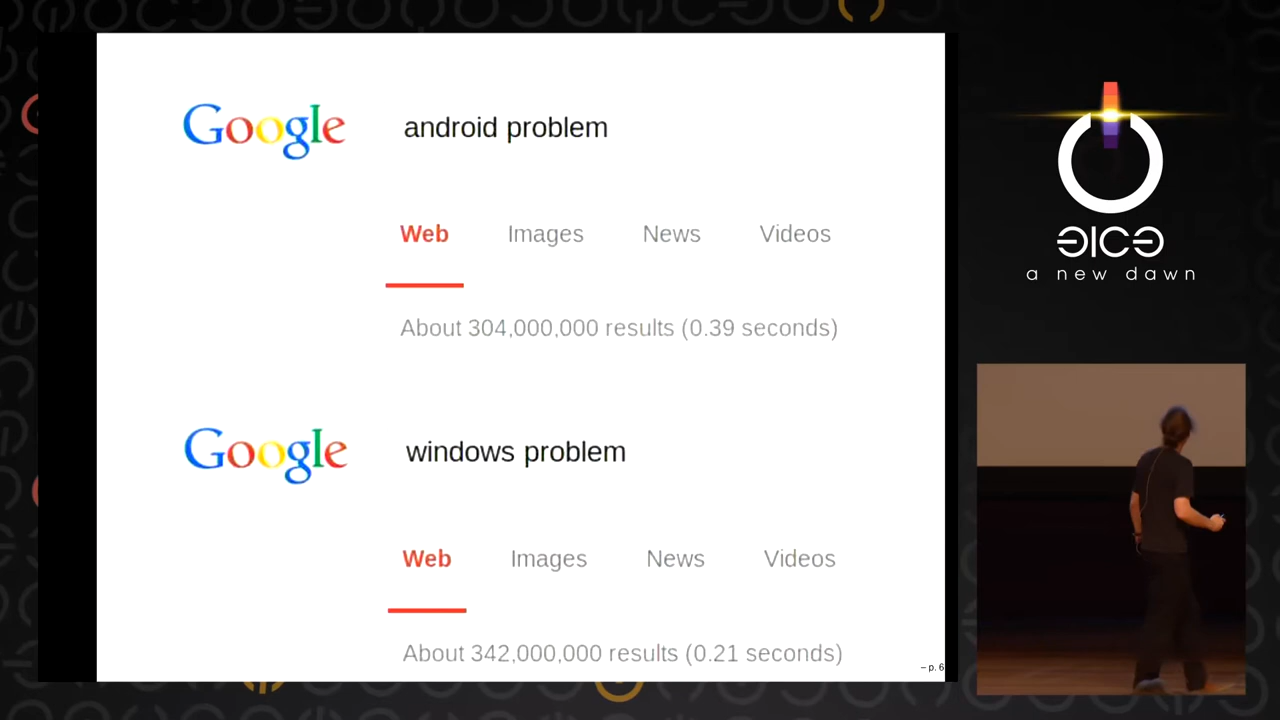 Google android problem
Web Images News Videos
About 304,000,000 results (0.39 seconds)
Google windows problem
Web Images News Videos
About 342,000,000 results (0.21 seconds)
– p. 6
31C3
a new dawn